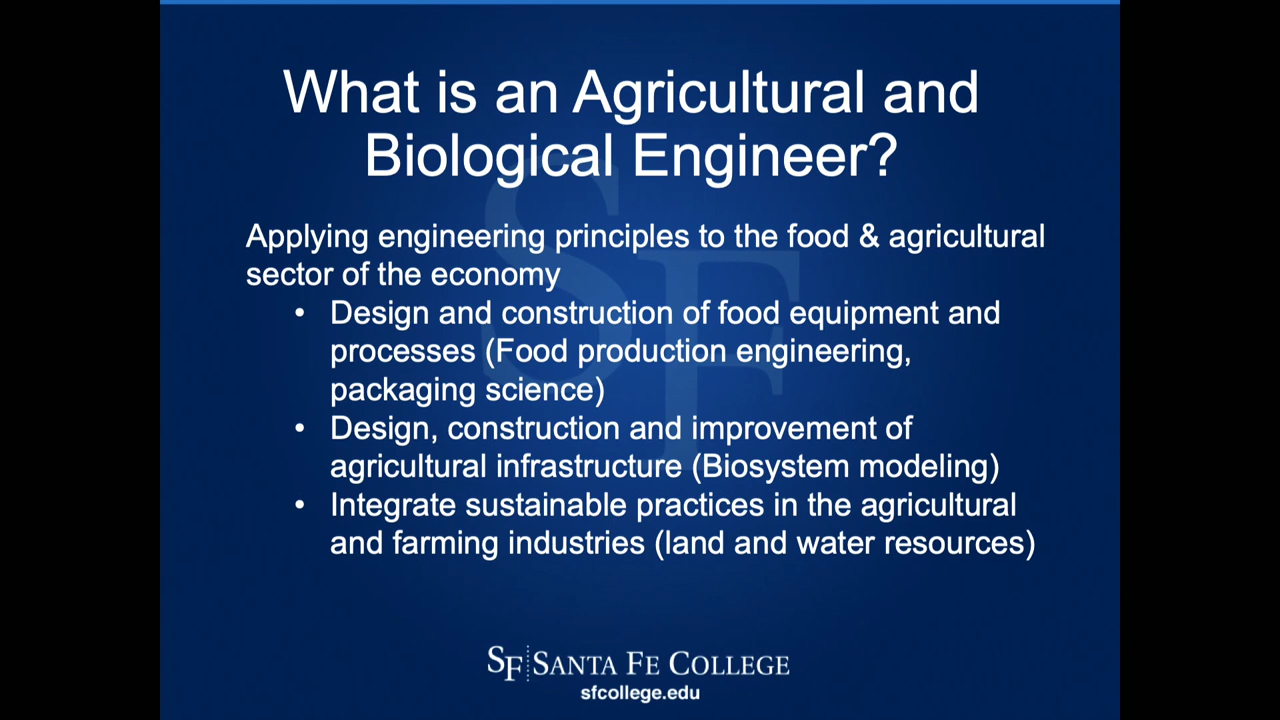 What is an Agricultural and
Biological Engineer?
Applying engineering principles to the food & agricultural
sector of the economy
• Design and construction of food equipment and
processes (Food production engineering,
packaging science)
• Design, construction and improvement of
agricultural infrastructure (Biosystem modeling)
• Integrate sustainable practices in the agricultural
and farming industries (land and water resources)
SF SANTA FE COLLEGE
sfcollege.edu